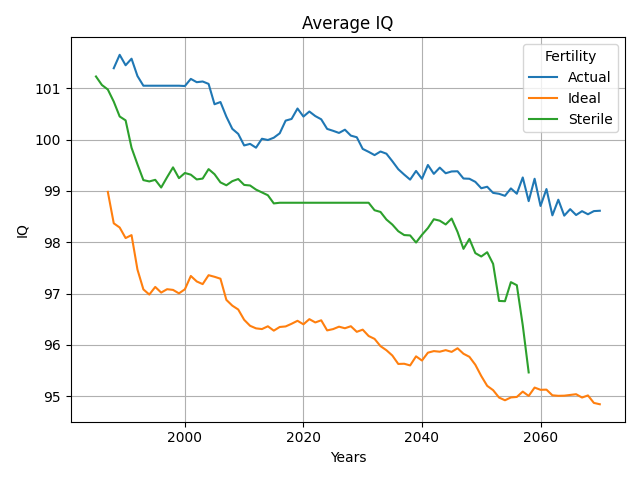 Average IQ
Fertility
Actual
Ideal
Sterile
IQ
101
100
99
98
97
96
95
2000 2020 2040 2060
Years